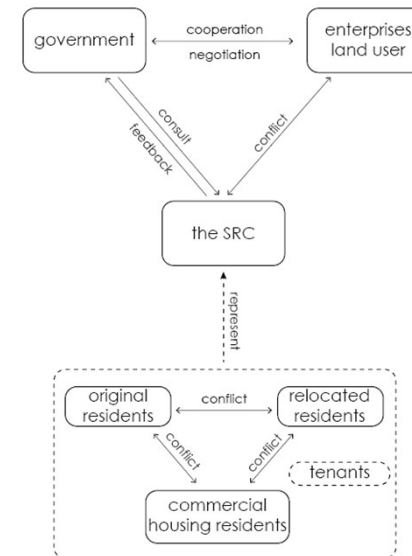 government
cooperation
negotiation
enterprises
land user
consult
feedback
conflict
the SRC
represent
original
residents
conflict
relocated
residents
conflict
conflict
tenants
commercial
housing residents